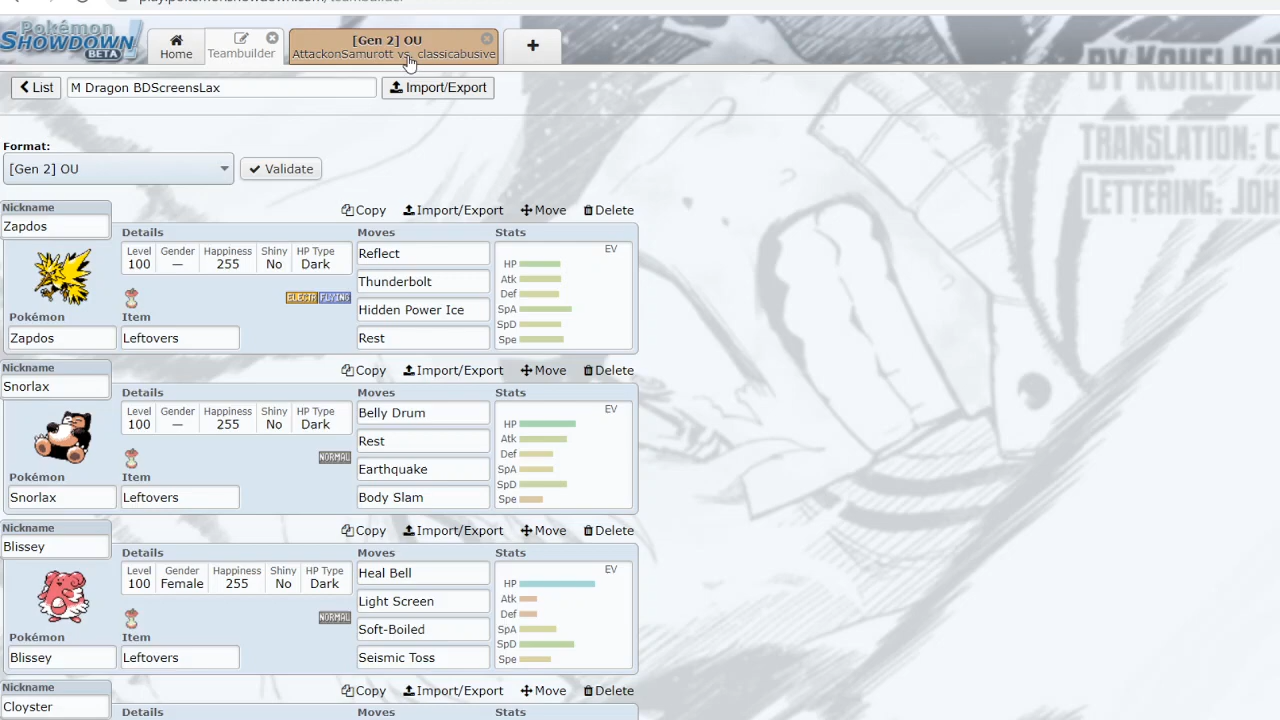 Pokémon
SHOWDOWN
BETA
Home
Teambuilder
[Gen 2] OU
AttackonSamurott vs. classicabusive
List
M Dragon BDScreensLax
Import/Export
Format:
[Gen 2] OU
Validate
Nickname
Zapdos
Copy Import/Export Move Delete
Details
Moves
Stats
Level Gender Happiness Shiny HP Type
100 — 255 No Dark
ELECTR FLYING
Pokémon
Zapdos
Item
Leftovers
Reflect
Thunderbolt
Hidden Power Ice
Rest
EV
HP
Atk
Def
SpA
SpD
Spe
Nickname
Snorlax
Copy Import/Export Move Delete
Details
Moves
Stats
Level Gender Happiness Shiny HP Type
100 — 255 No Dark
NORMAL
Pokémon
Snorlax
Item
Leftovers
Belly Drum
Rest
Earthquake
Body Slam
EV
HP
Atk
Def
SpA
SpD
Spe
Nickname
Blissey
Copy Import/Export Move Delete
Details
Moves
Stats
Level Gender Happiness Shiny HP Type
100 Female 255 No Dark
NORMAL
Pokémon
Blissey
Item
Leftovers
Heal Bell
Light Screen
Soft-Boiled
Seismic Toss
EV
HP
Atk
Def
SpA
SpD
Spe
Nickname
Cloyster
Copy Import/Export Move Delete
Details
Moves
Stats
TRANSLATION:
LETTERING: